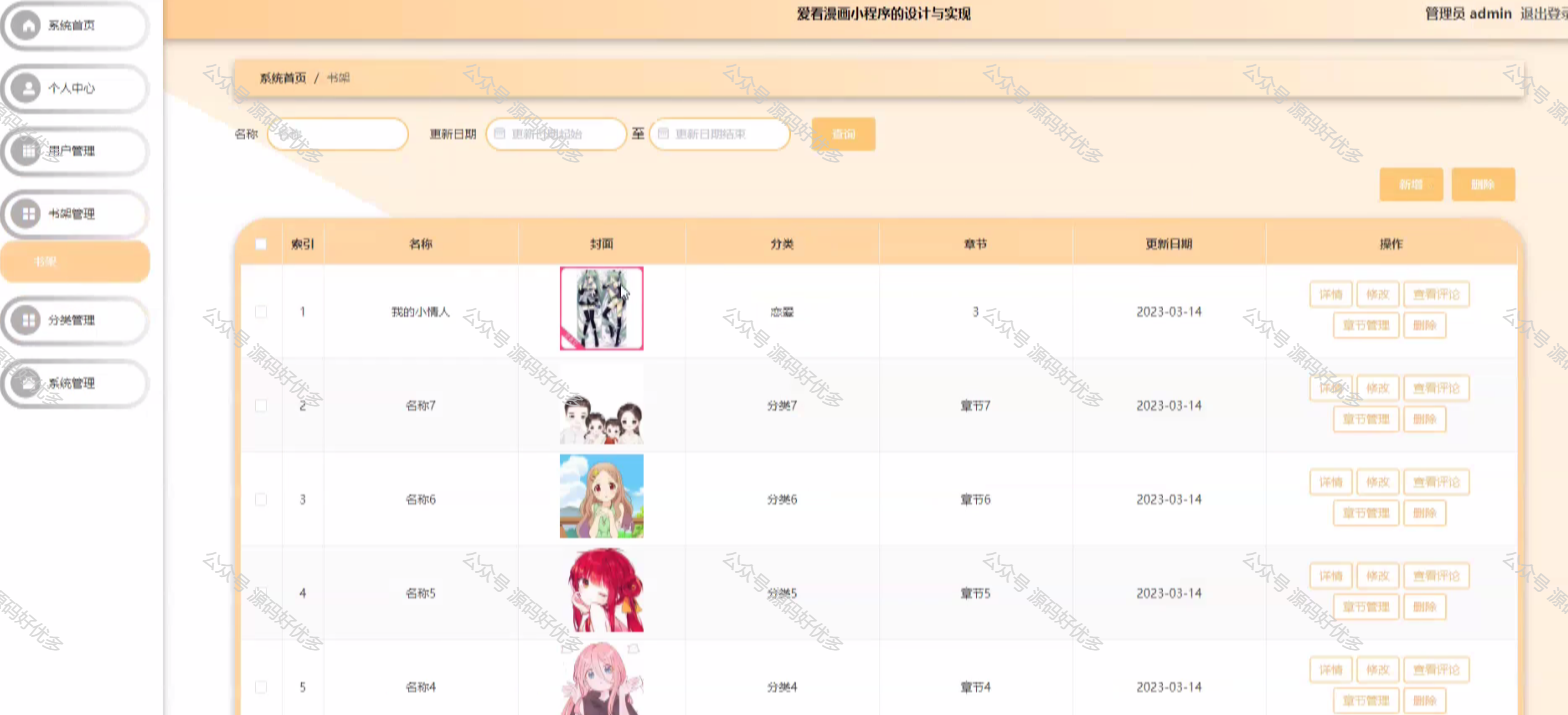 爱看漫画小程序的设计与实现
管理员 admin 退出登录
系统首页
个人中心
用户管理
书架管理
书架
分类管理
系统管理
系统首页 / 书架
名称 名称 更新日期 更新日期起始 至 更新日期结束 查询
新增 删除
索引 名称 封面 分类 章节 更新日期 操作
1 我的小情人 恋爱 3 2023-03-14 详情 修改 查看评论
章节管理 删除
2 名称7 分类7 章节7 2023-03-14 详情 修改 查看评论
章节管理 删除
3 名称6 分类6 章节6 2023-03-14 详情 修改 查看评论
章节管理 删除
4 名称5 分类5 章节5 2023-03-14 详情 修改 查看评论
章节管理 删除
5 名称4 分类4 章节4 2023-03-14 详情 修改 查看评论
章节管理 删除
公众号 源码好优多